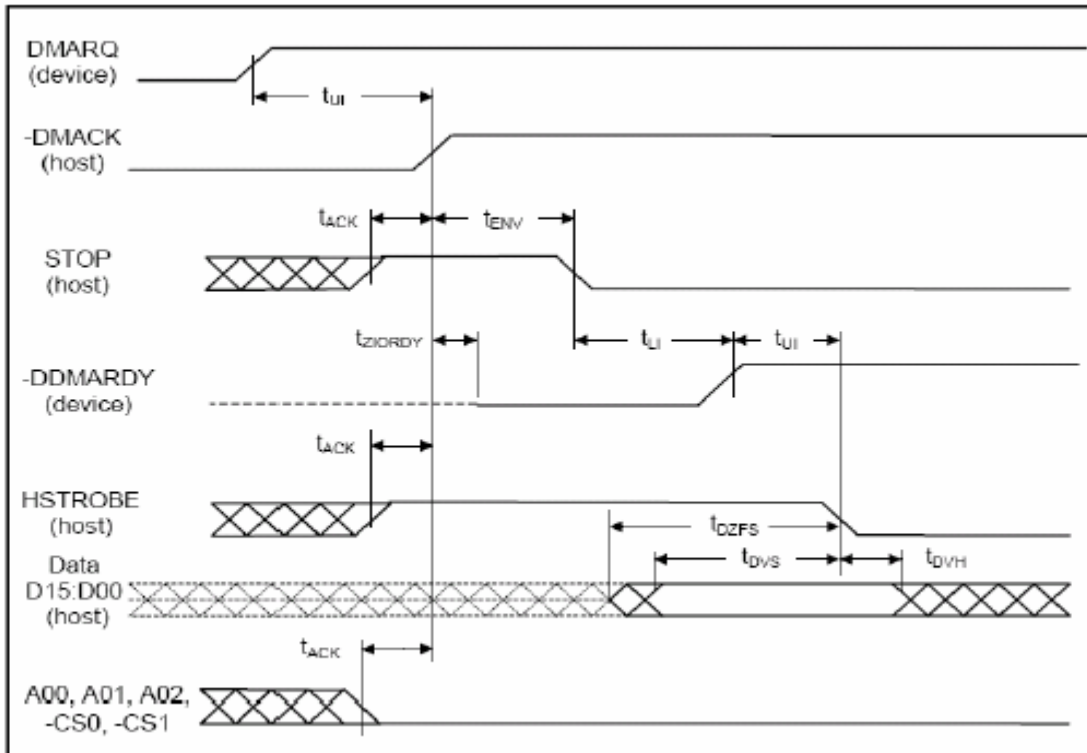 DMARQ
(device)
tUI
-DMACK
(host)
tACK
tENV
STOP
(host)
tZIORDY
tLI
tUI
-DDMARDY
(device)
tACK
HSTROBE
(host)
tDZFS
tDVS
tDVH
Data
D15:D00
(host)
tACK
A00, A01, A02,
-CS0, -CS1